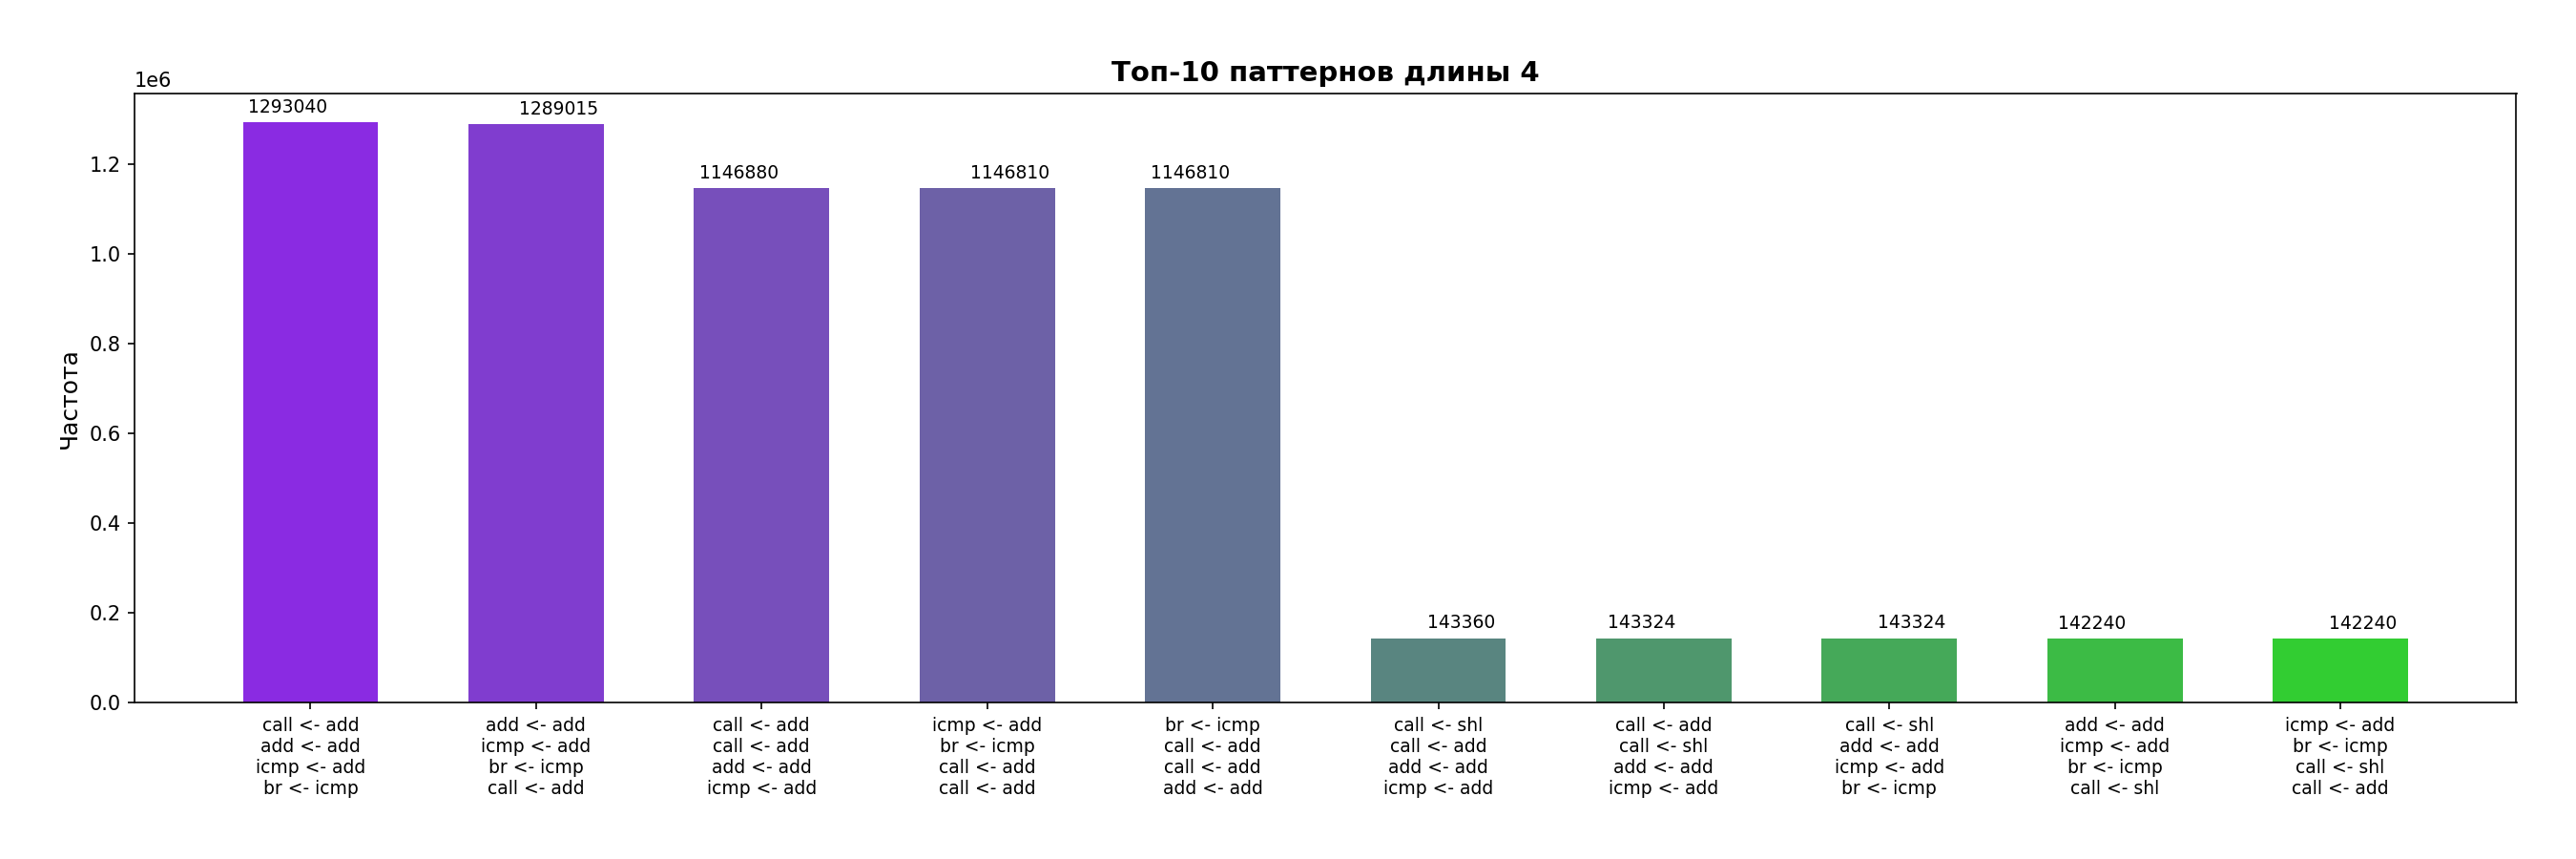 Топ-10 паттернов длины 4
1e6
1293040
1289015
1146880
1146810
1146810
143360
143324
143324
142240
142240
Частота
1.2
1.0
0.8
0.6
0.4
0.2
0.0
call <- add
add <- add
icmp <- add
br <- icmp
add <- add
icmp <- add
br <- icmp
call <- add
call <- add
call <- add
add <- add
icmp <- add
icmp <- add
br <- icmp
call <- add
call <- add
br <- icmp
call <- add
call <- add
add <- add
call <- shl
call <- add
add <- add
icmp <- add
call <- add
call <- shl
add <- add
icmp <- add
call <- shl
add <- add
icmp <- add
br <- icmp
add <- add
icmp <- add
br <- icmp
call <- shl
icmp <- add
br <- icmp
call <- shl
call <- add